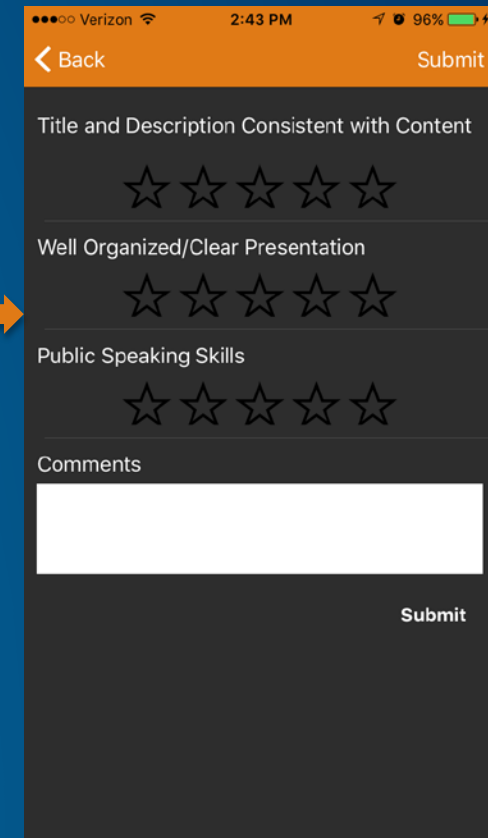 Verizon 2:43 PM 96%
Back Submit
Title and Description Consistent with Content
Well Organized/Clear Presentation
Public Speaking Skills
Comments
Submit